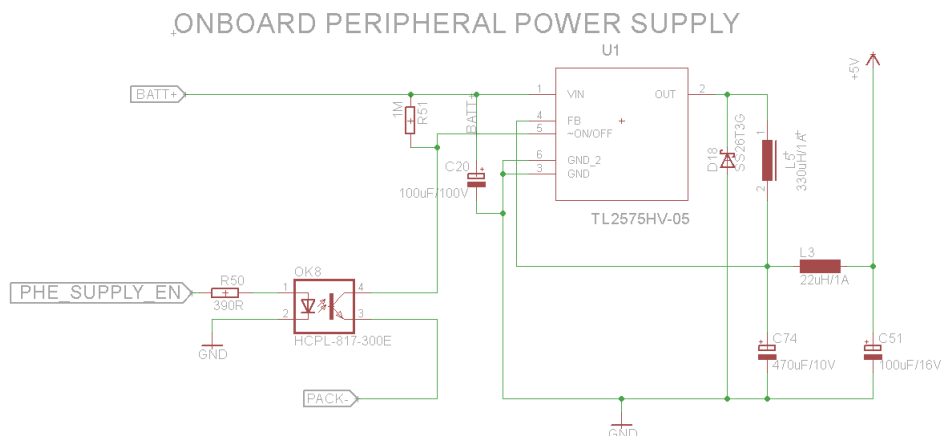 ONBOARD PERIPHERAL POWER SUPPLY
U1
+5V
BATT+
1M
R51
BATT+
1
VIN
OUT
2
4
FB
5
~ON/OFF
6
GND_2
3
GND
C20
100uF/100V
D18
SS26T3G
1
L5
330uH/1A
2
TL2575HV-05
L3
22uH/1A
PHE_SUPPLY_EN
R50
390R
OK8
1
4
2
3
HCPL-817-300E
GND
PACK-
C74
470uF/10V
C51
100uF/16V
GND